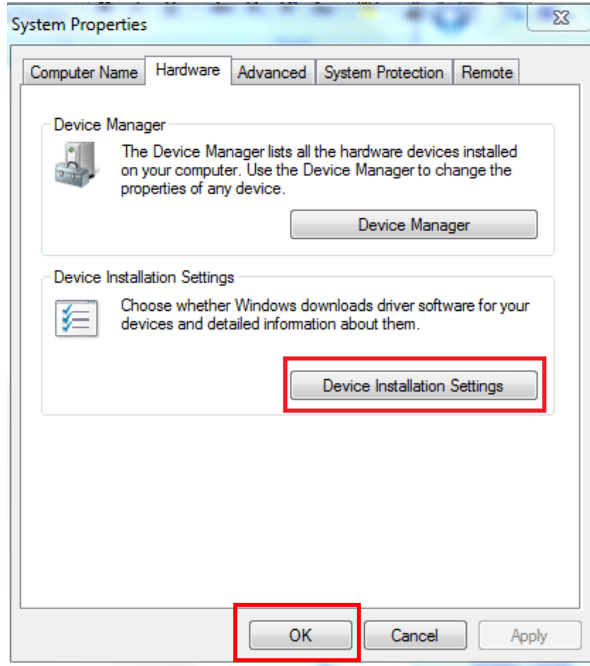 System Properties
Computer Name Hardware Advanced System Protection Remote
Device Manager
The Device Manager lists all the hardware devices installed
on your computer. Use the Device Manager to change the
properties of any device.
Device Manager
Device Installation Settings
Choose whether Windows downloads driver software for your
devices and detailed information about them.
Device Installation Settings
OK Cancel Apply